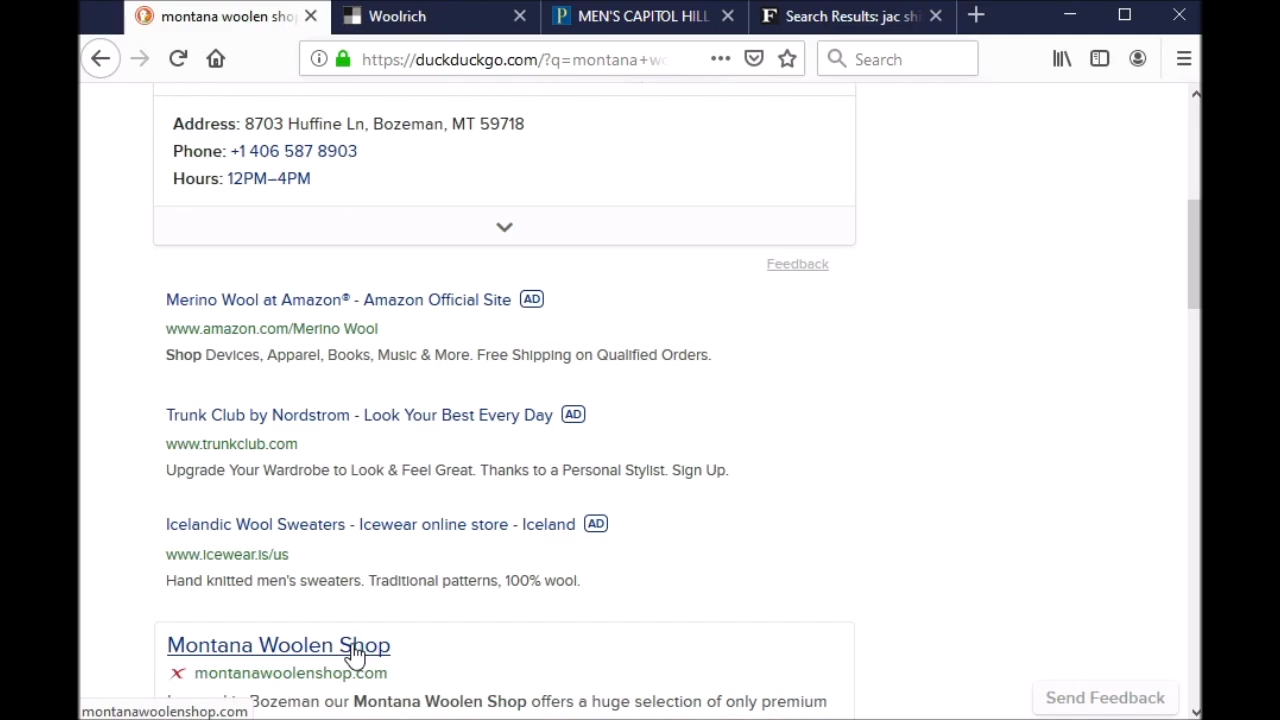 montana woolen sho
Woolrich
MEN'S CAPITOL HILL
Search Results: jac shi
https://duckduckgo.com/?q=montana+wo
Search
Address: 8703 Huffine Ln, Bozeman, MT 59718
Phone: +1 406 587 8903
Hours: 12PM–4PM
Feedback
Merino Wool at Amazon® - Amazon Official Site AD
www.amazon.com/Merino Wool
Shop Devices, Apparel, Books, Music & More. Free Shipping on Qualified Orders.
Trunk Club by Nordstrom - Look Your Best Every Day AD
www.trunkclub.com
Upgrade Your Wardrobe to Look & Feel Great. Thanks to a Personal Stylist. Sign Up.
Icelandic Wool Sweaters - Icewear online store - Iceland AD
www.icewear.is/us
Hand knitted men's sweaters. Traditional patterns, 100% wool.
Montana Woolen Shop
montanawoolenshop.com
Bozeman our Montana Woolen Shop offers a huge selection of only premium
Send Feedback
montanawoolenshop.com